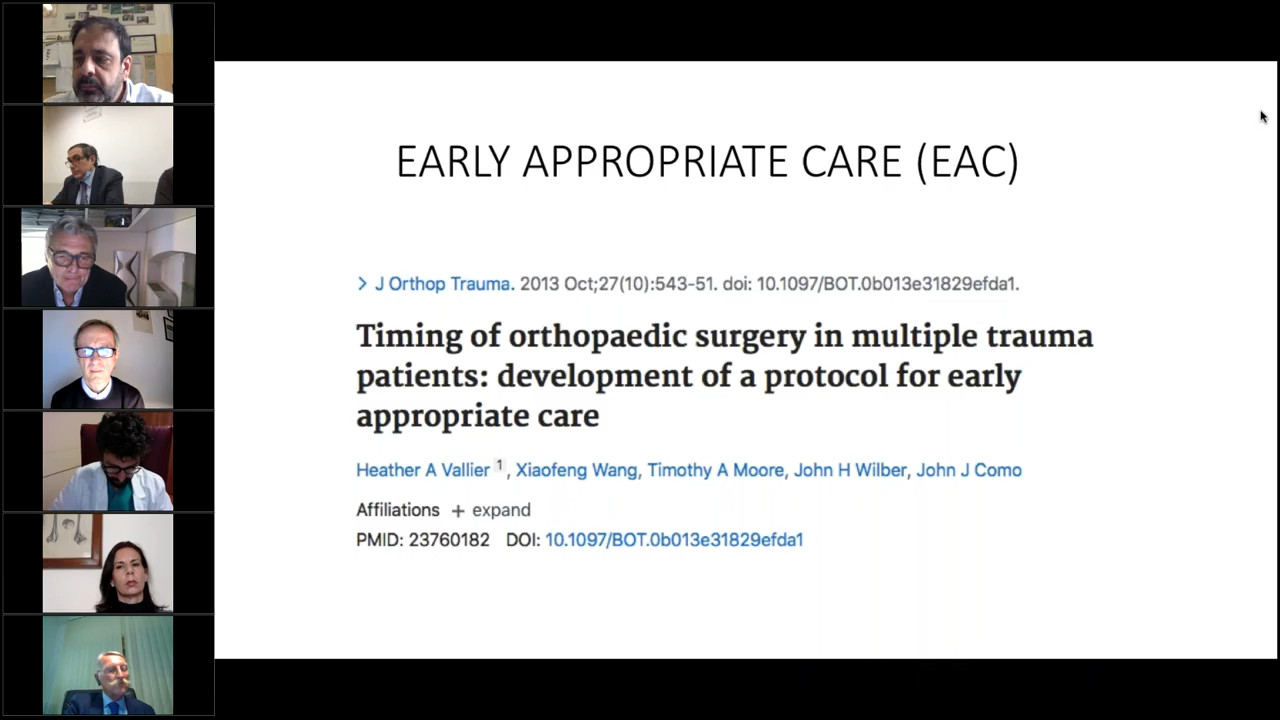 EARLY APPROPRIATE CARE (EAC)
> J Orthop Trauma. 2013 Oct;27(10):543-51. doi: 10.1097/BOT.0b013e31829efda1.
Timing of orthopaedic surgery in multiple trauma
patients: development of a protocol for early
appropriate care
Heather A Vallier 1, Xiaofeng Wang, Timothy A Moore, John H Wilber, John J Como
Affiliations + expand
PMID: 23760182 DOI: 10.1097/BOT.0b013e31829efda1